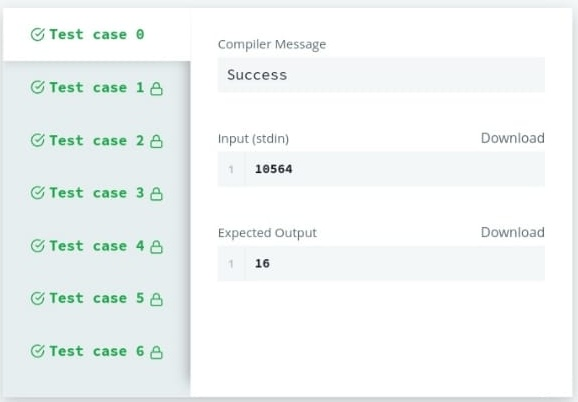 Test case 0
Test case 1
Test case 2
Test case 3
Test case 4
Test case 5
Test case 6
Compiler Message
Success
Input (stdin) Download
1 10564
Expected Output Download
1 16